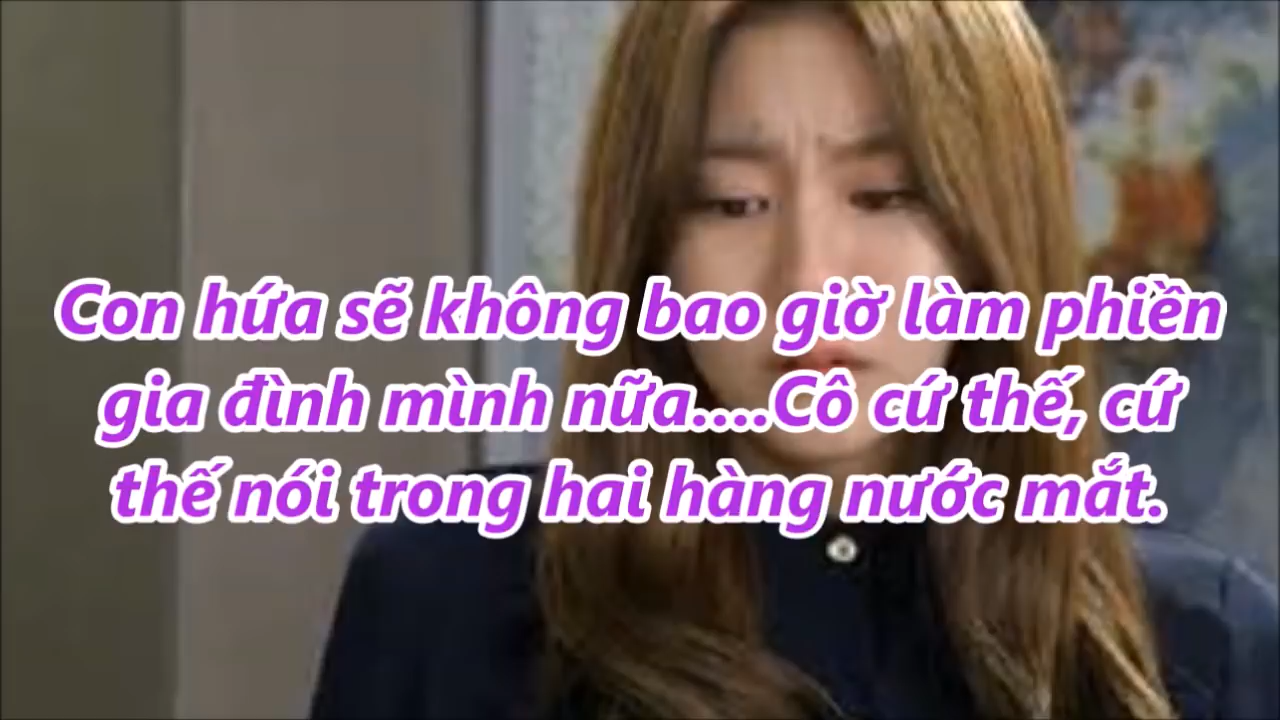 Con hứa sẽ không bao giờ làm phiền
gia đình mình nữa....Cô cứ thế, cứ
thế nói trong hai hàng nước mắt.